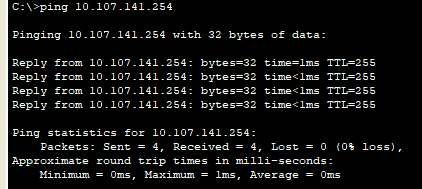 C:\>ping 10.107.141.254
Pinging 10.107.141.254 with 32 bytes of data:
Reply from 10.107.141.254: bytes=32 time=1ms TTL=255
Reply from 10.107.141.254: bytes=32 time<1ms TTL=255
Reply from 10.107.141.254: bytes=32 time<1ms TTL=255
Reply from 10.107.141.254: bytes=32 time<1ms TTL=255
Ping statistics for 10.107.141.254:
Packets: Sent = 4, Received = 4, Lost = 0 (0% loss),
Approximate round trip times in milli-seconds:
Minimum = 0ms, Maximum = 1ms, Average = 0ms